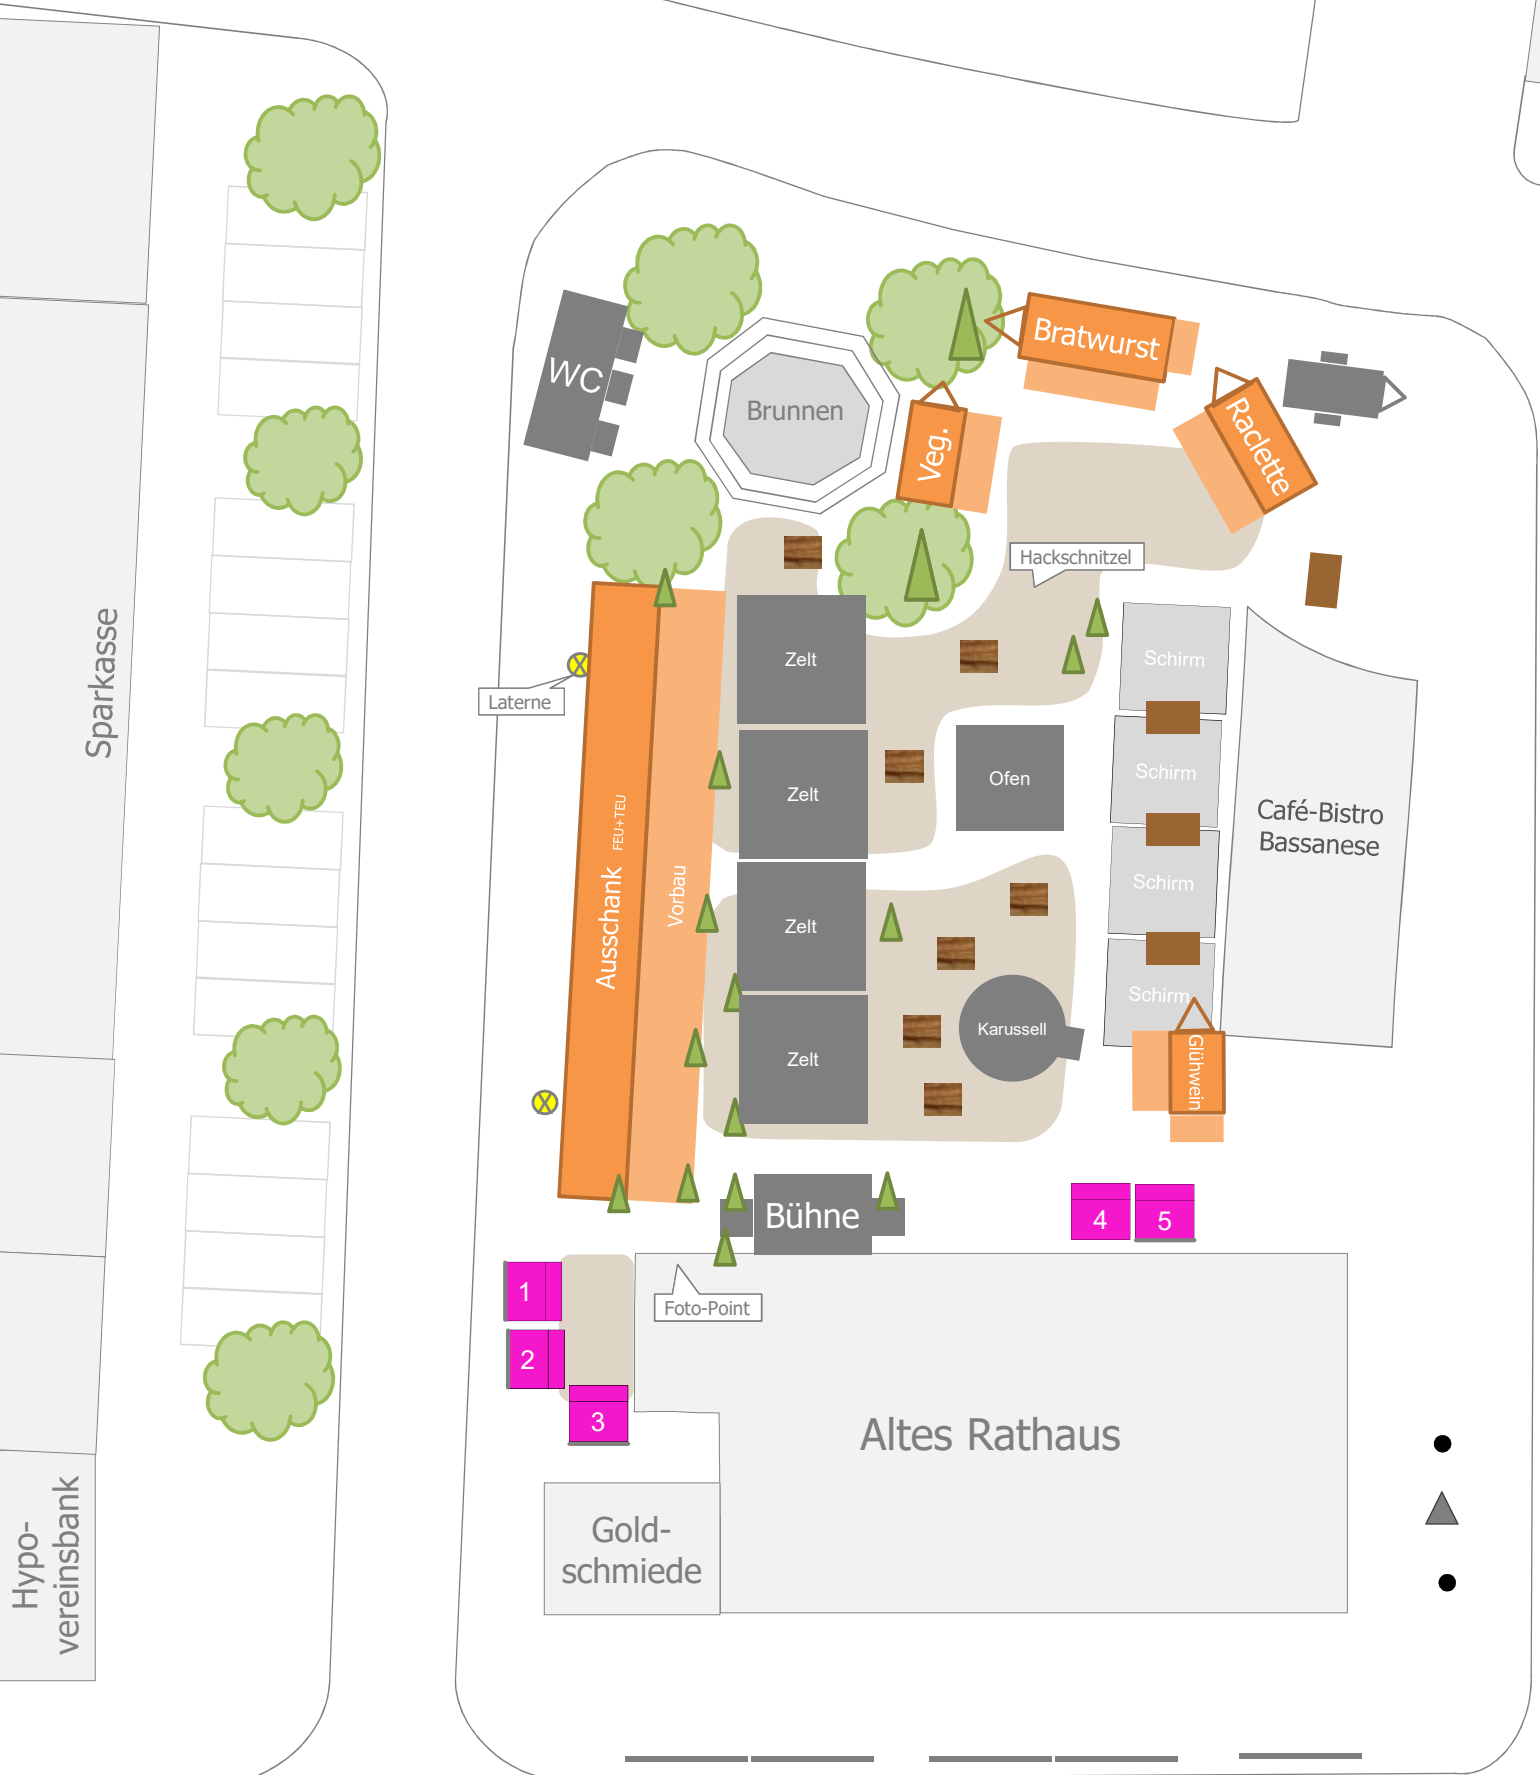 Bratwurst
WC
Brunnen
Raclette
Veg.
Hackschnitzel
Sparkasse
Laterne
Zelt
Schirm
Zelt
Ofen
Schirm
Café-Bistro
Bassanese
Ausschank FEU+TEU
Vorbau
Schirm
Zelt
Schirm
Karussell
Zelt
Glühwein
Bühne
4
5
1
Foto-Point
2
3
Altes Rathaus
Gold-
schmiede
Hypo-
vereinsbank